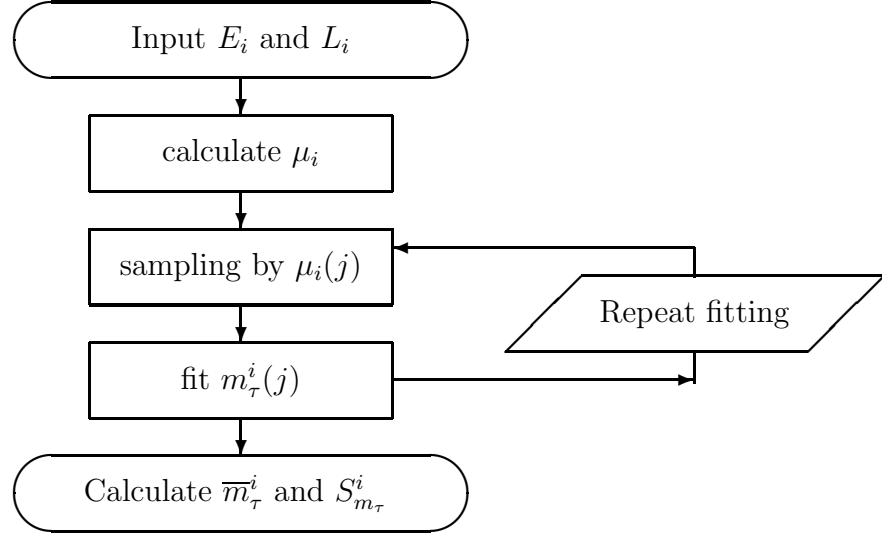 Input $E_i$ and $L_i$
calculate $\mu_i$
sampling by $\mu_i(j)$
Repeat fitting
fit $m_\tau^i(j)$
Calculate $\overline{m}_\tau^i$ and $S_{m_\tau}^i$